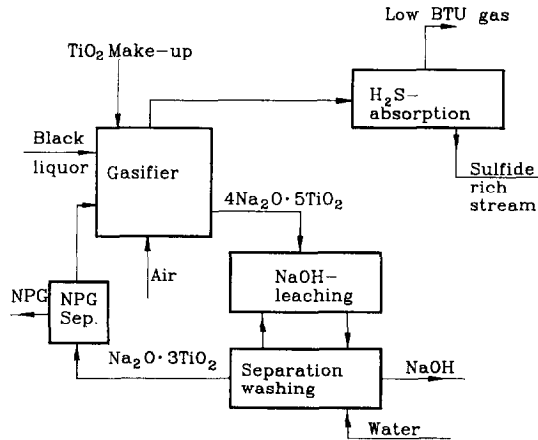 Low BTU gas
TiO₂ Make-up
H₂S-
absorption
Black
liquor
Gasifier
Sulfide
rich
stream
4Na₂O·5TiO₂
Air
NaOH-
leaching
NPG
NPG
Sep.
Na₂O·3TiO₂
Separation
washing
NaOH
Water